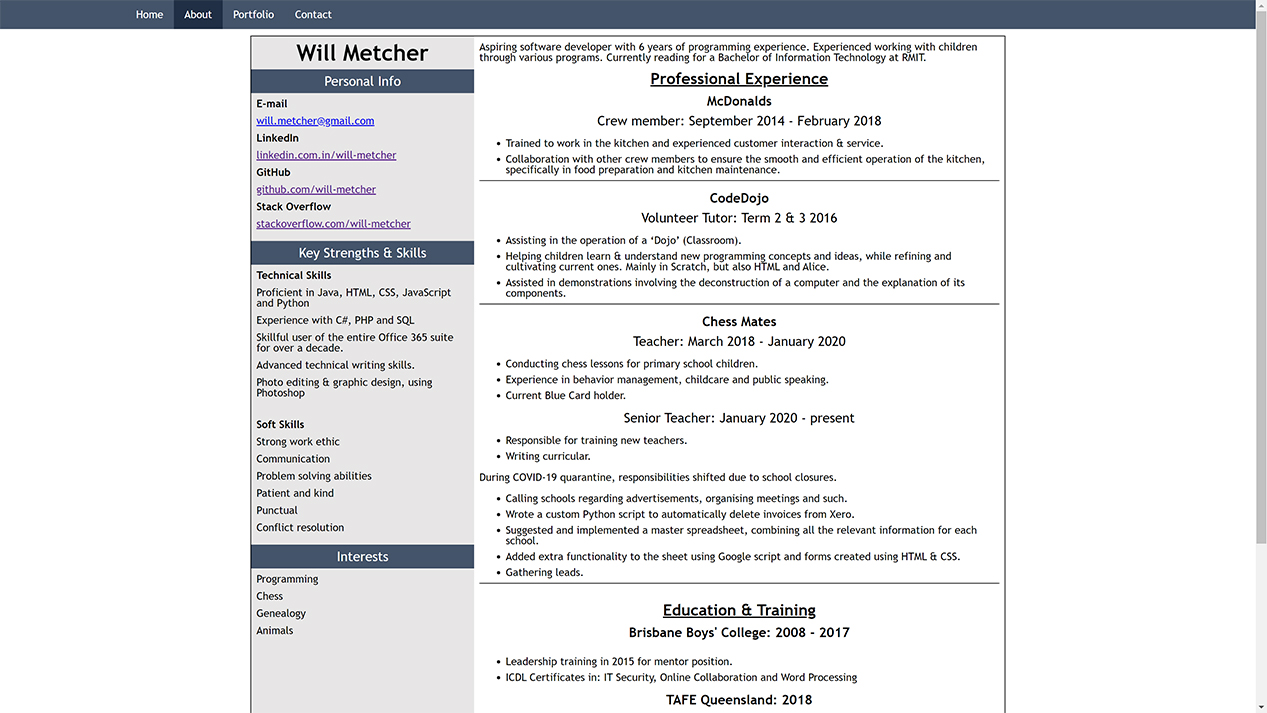 Home About Portfolio Contact
Will Metcher
Personal Info
E-mail
will.metcher@gmail.com
LinkedIn
linkedin.com.in/will-metcher
GitHub
github.com/will-metcher
Stack Overflow
stackoverflow.com/will-metcher
Key Strengths & Skills
Technical Skills
Proficient in Java, HTML, CSS, JavaScript
and Python
Experience with C#, PHP and SQL
Skillful user of the entire Office 365 suite
for over a decade.
Advanced technical writing skills.
Photo editing & graphic design, using
Photoshop
Soft Skills
Strong work ethic
Communication
Problem solving abilities
Patient and kind
Punctual
Conflict resolution
Interests
Programming
Chess
Genealogy
Animals
Aspiring software developer with 6 years of programming experience. Experienced working with children
through various programs. Currently reading for a Bachelor of Information Technology at RMIT.
Professional Experience
McDonalds
Crew member: September 2014 - February 2018
• Trained to work in the kitchen and experienced customer interaction & service.
• Collaboration with other crew members to ensure the smooth and efficient operation of the kitchen,
specifically in food preparation and kitchen maintenance.
CodeDojo
Volunteer Tutor: Term 2 & 3 2016
• Assisting in the operation of a ‘Dojo’ (Classroom).
• Helping children learn & understand new programming concepts and ideas, while refining and
cultivating current ones. Mainly in Scratch, but also HTML and Alice.
• Assisted in demonstrations involving the deconstruction of a computer and the explanation of its
components.
Chess Mates
Teacher: March 2018 - January 2020
• Conducting chess lessons for primary school children.
• Experience in behavior management, childcare and public speaking.
• Current Blue Card holder.
Senior Teacher: January 2020 - present
• Responsible for training new teachers.
• Writing curricular.
During COVID-19 quarantine, responsibilities shifted due to school closures.
• Calling schools regarding advertisements, organising meetings and such.
• Wrote a custom Python script to automatically delete invoices from Xero.
• Suggested and implemented a master spreadsheet, combining all the relevant information for each
school.
• Added extra functionality to the sheet using Google script and forms created using HTML & CSS.
• Gathering leads.
Education & Training
Brisbane Boys' College: 2008 - 2017
• Leadership training in 2015 for mentor position.
• ICDL Certificates in: IT Security, Online Collaboration and Word Processing
TAFE Queensland: 2018